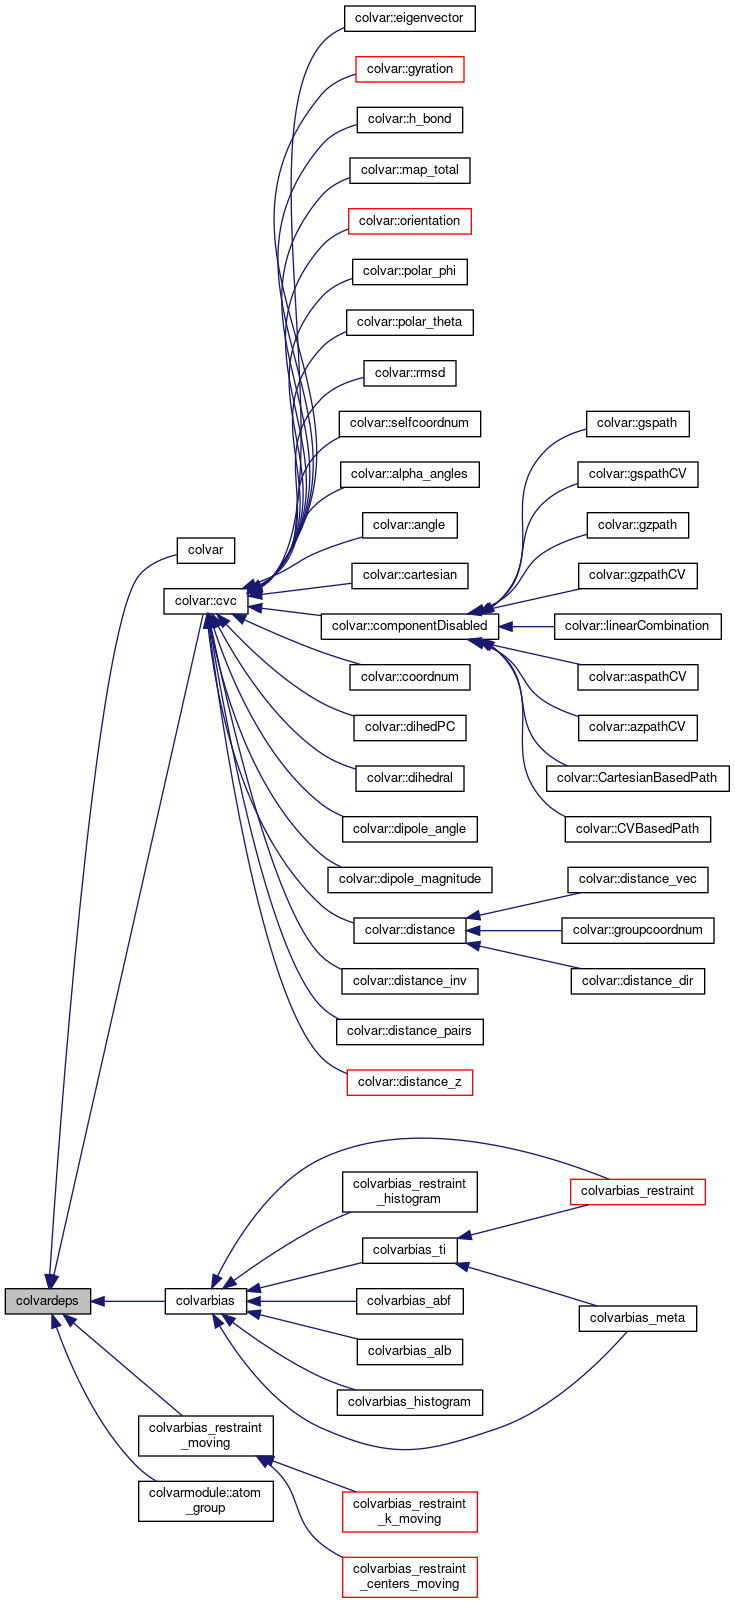 colvar::eigenvector
colvar::gyration
colvar::h_bond
colvar::map_total
colvar::orientation
colvar::polar_phi
colvar::polar_theta
colvar::rmsd
colvar::selfcoordnum
colvar::gspath
colvar::alpha_angles
colvar::gspathCV
colvar::angle
colvar::gzpath
colvar
colvar::cartesian
colvar::gzpathCV
colvar::cvc
colvar::componentDisabled
colvar::linearCombination
colvar::coordnum
colvar::aspathCV
colvar::dihedPC
colvar::azpathCV
colvar::dihedral
colvar::CartesianBasedPath
colvar::dipole_angle
colvar::CVBasedPath
colvar::dipole_magnitude
colvar::distance_vec
colvar::distance
colvar::groupcoordnum
colvar::distance_inv
colvar::distance_dir
colvar::distance_pairs
colvar::distance_z
colvarbias_restraint
_histogram
colvarbias_restraint
colvarbias_ti
colvardeps
colvarbias
colvarbias_abf
colvarbias_meta
colvarbias_alb
colvarbias_histogram
colvarbias_restraint
_moving
colvarmodule::atom
_group
colvarbias_restraint
_k_moving
colvarbias_restraint
_centers_moving